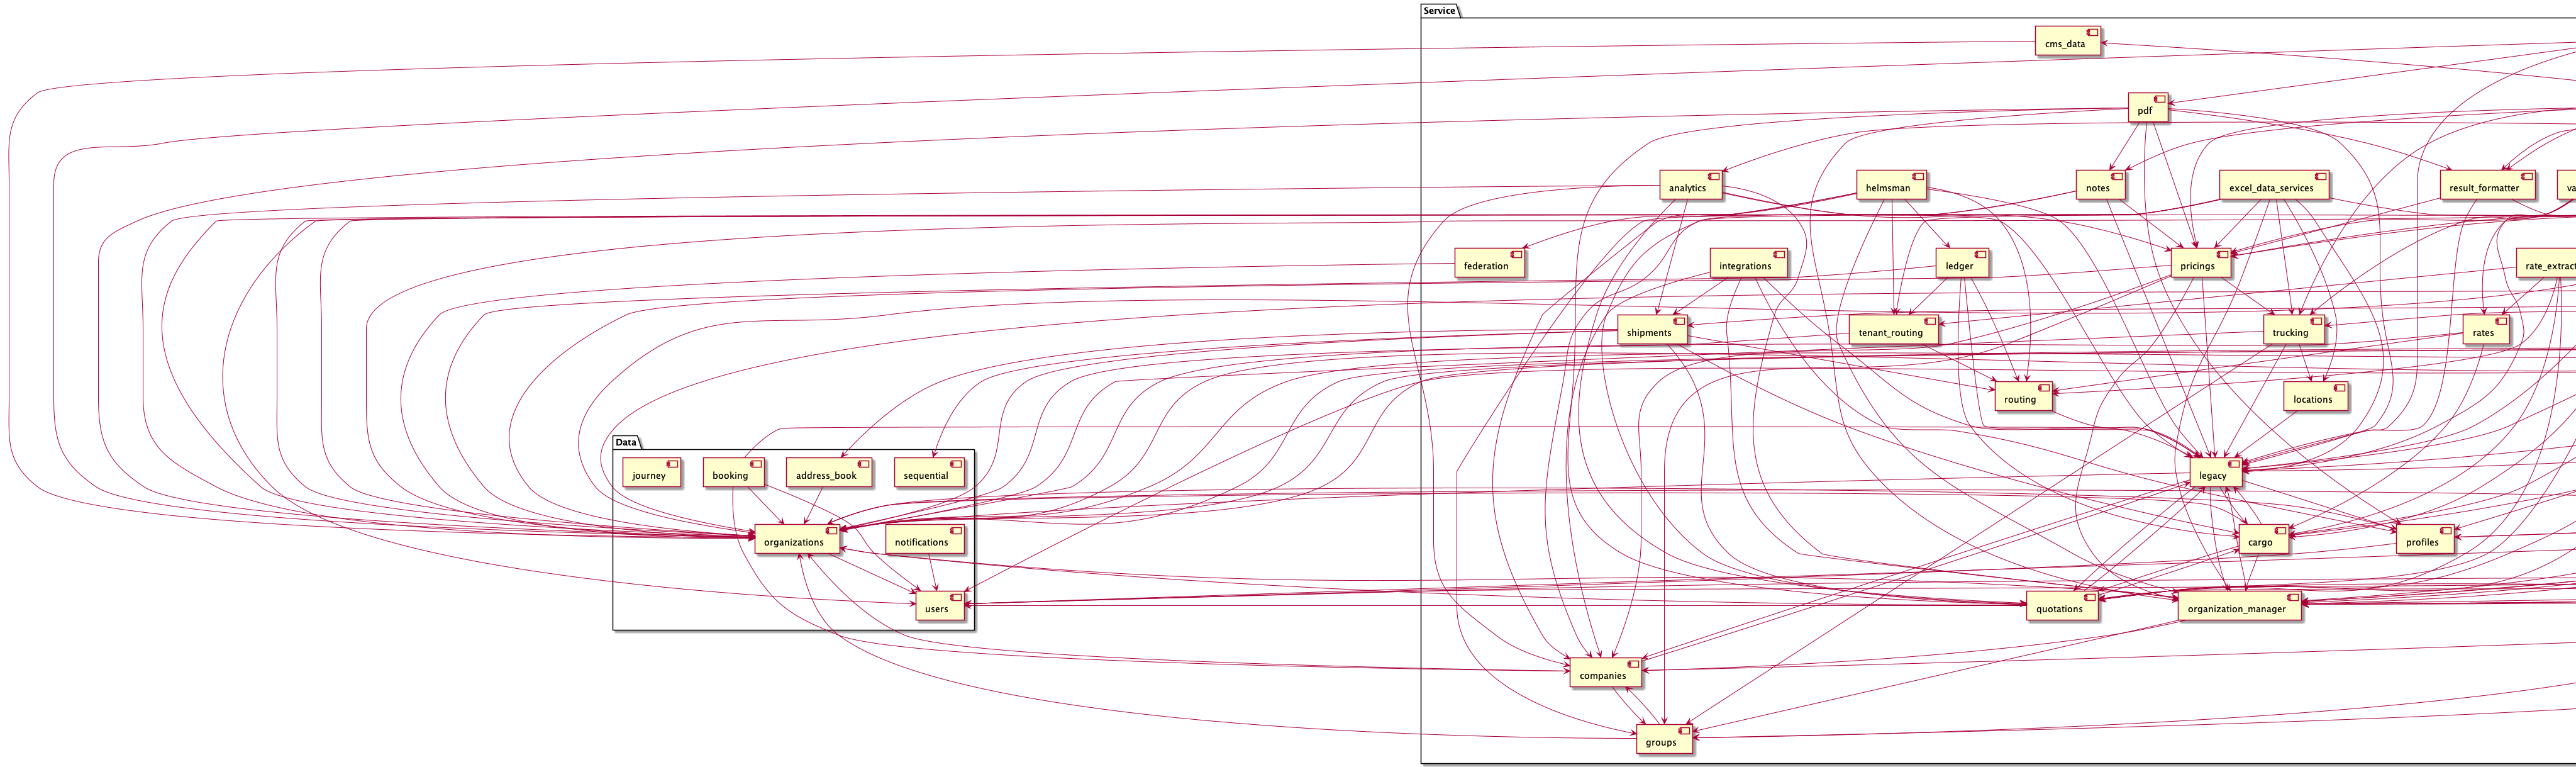 Service
cms_data
pdf
analytics
helmsman
notes
excel_data_services
result_formatter
va
federation
integrations
ledger
pricings
rate_extract
shipments
tenant_routing
trucking
rates
routing
locations
Data
journey
booking
address_book
sequential
legacy
organizations
notifications
cargo
profiles
users
quotations
organization_manager
companies
groups